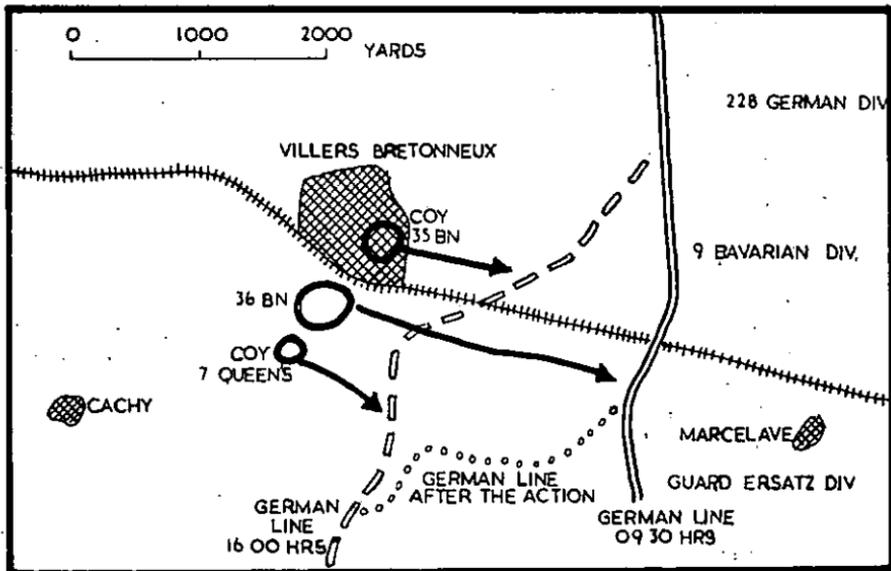 0 1000 2000
YARDS
228 GERMAN DIV
VILLERS BRETONNEUX
COY
35 BN
9 BAVARIAN DIV.
36 BN
COY
7 QUEENS
CACHY
MARCELAVE
GERMAN LINE
AFTER THE ACTION
GUARD ERSATZ DIV
GERMAN
LINE
16 00 HRS
GERMAN LINE
09 30 HRS